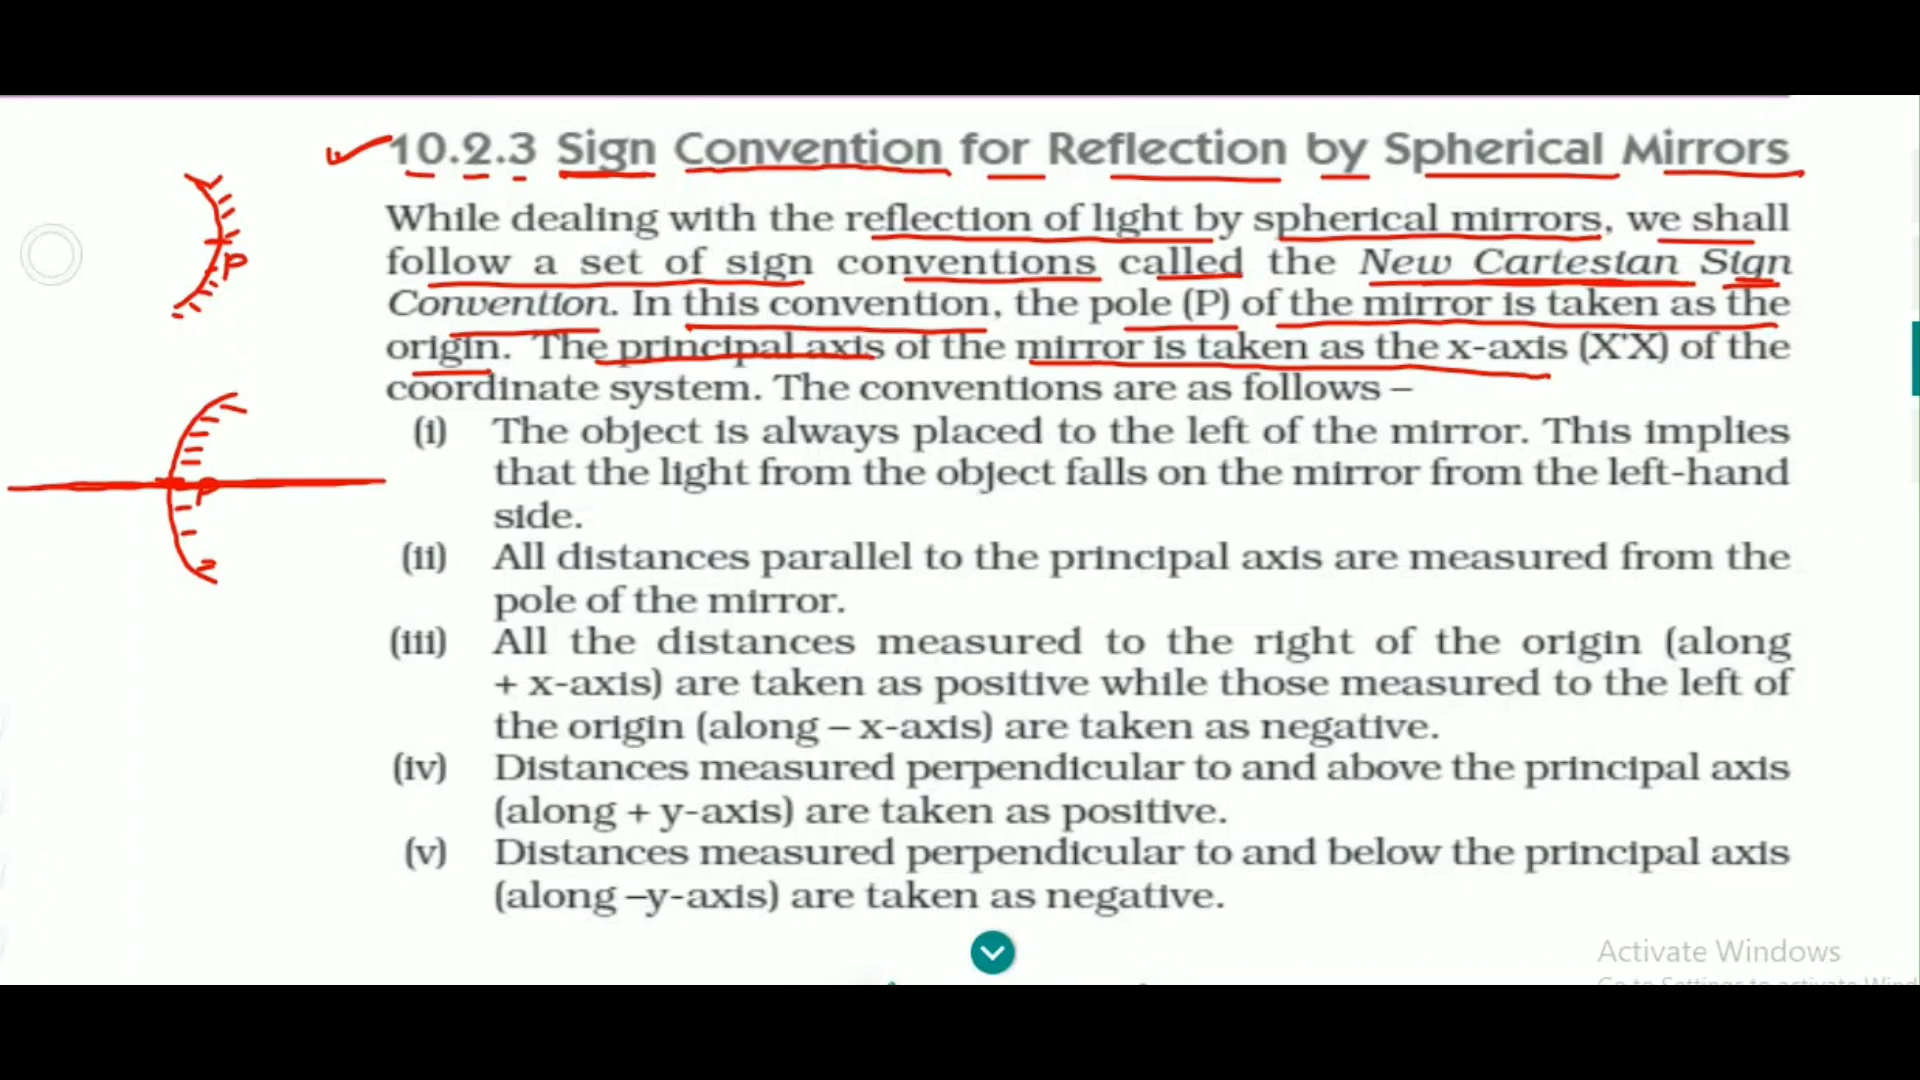 10.2.3 Sign Convention for Reflection by Spherical Mirrors
While dealing with the reflection of light by spherical mirrors, we shall
follow a set of sign conventions called the New Cartesian Sign
Convention. In this convention, the pole (P) of the mirror is taken as the
origin. The principal axis of the mirror is taken as the x-axis (X'X) of the
coordinate system. The conventions are as follows –
(i) The object is always placed to the left of the mirror. This implies
that the light from the object falls on the mirror from the left-hand
side.
(ii) All distances parallel to the principal axis are measured from the
pole of the mirror.
(iii) All the distances measured to the right of the origin (along
+ x-axis) are taken as positive while those measured to the left of
the origin (along – x-axis) are taken as negative.
(iv) Distances measured perpendicular to and above the principal axis
(along + y-axis) are taken as positive.
(v) Distances measured perpendicular to and below the principal axis
(along –y-axis) are taken as negative.
P
P
Activate Windows